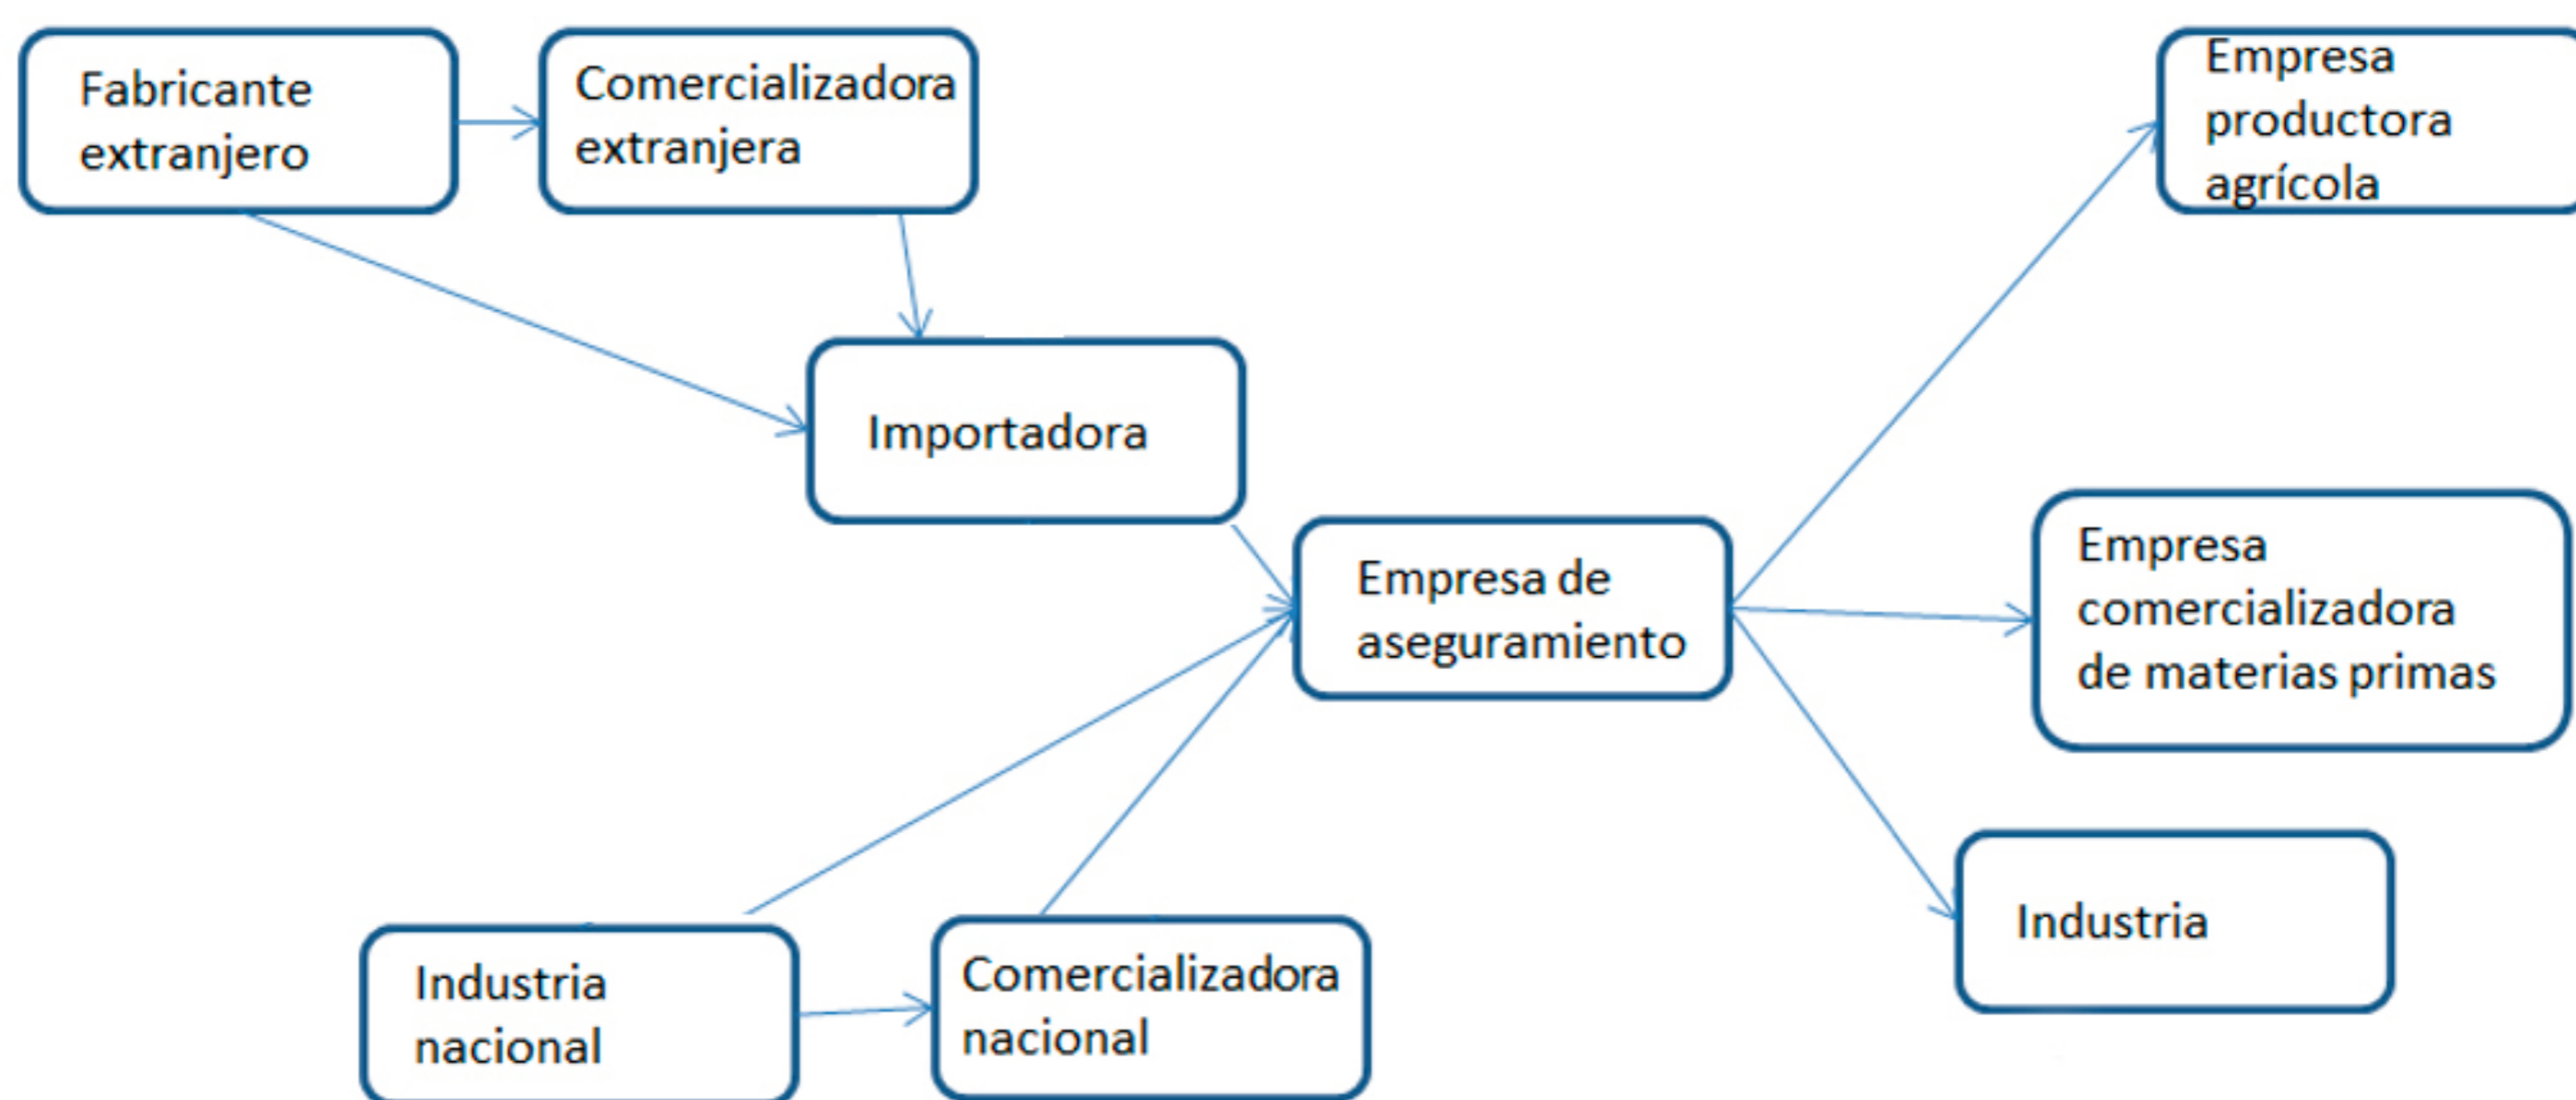 Fabricante
extranjero
Comercializadora
extranjera
Empresa
productora
agrícola
Importadora
Empresa de
aseguramiento
Empresa
comercializadora
de materias primas
Industria
Industria
nacional
Comercializadora
nacional